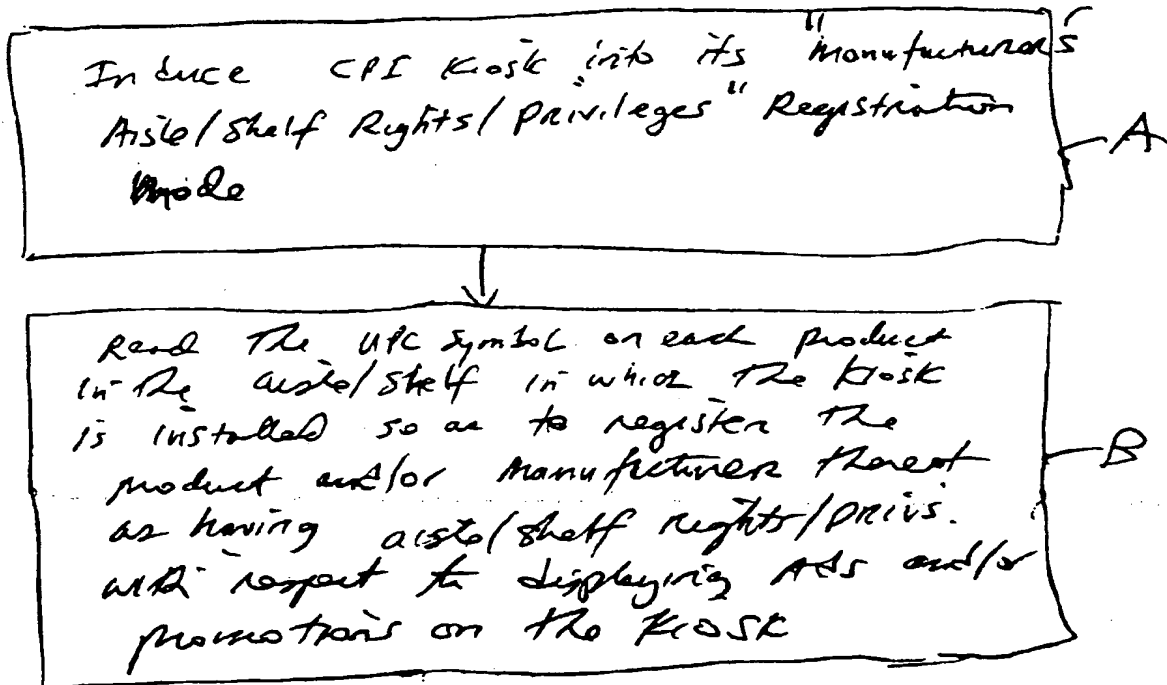 Induce CPI Kiosk into its "Manufacturer's
Aisle/Shelf Rights/Privileges" Registration
Mode
A
Read The UPC Symbol on each product
in The aisle/shelf in which The Kiosk
is installed so as to register The
product and/or Manufacturer thereof
as having aisle/shelf rights/privs.
with respect to displaying Ads and/or
promotions on The Kiosk
B